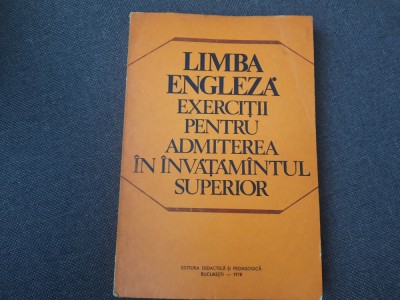 LIMBA
ENGLEZĂ
EXERCIȚII
PENTRU
ADMITEREA
ÎN ÎNVĂȚĂMÎNTUL
SUPERIOR
EDITURA DIDACTICĂ ȘI PEDAGOGICĂ
BUCUREȘTI — 1978